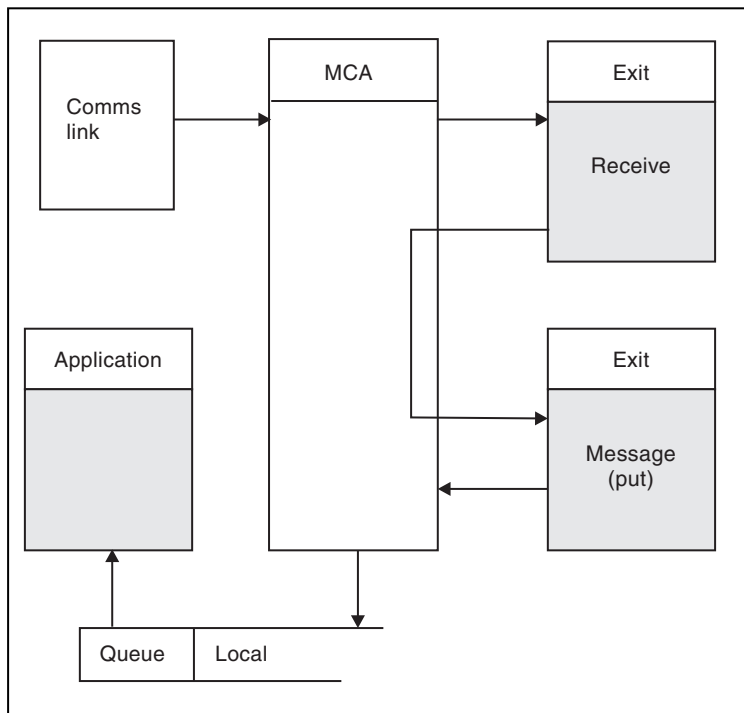 Comms
link
MCA
Exit
Receive
Application
Exit
Message
(put)
Queue
Local